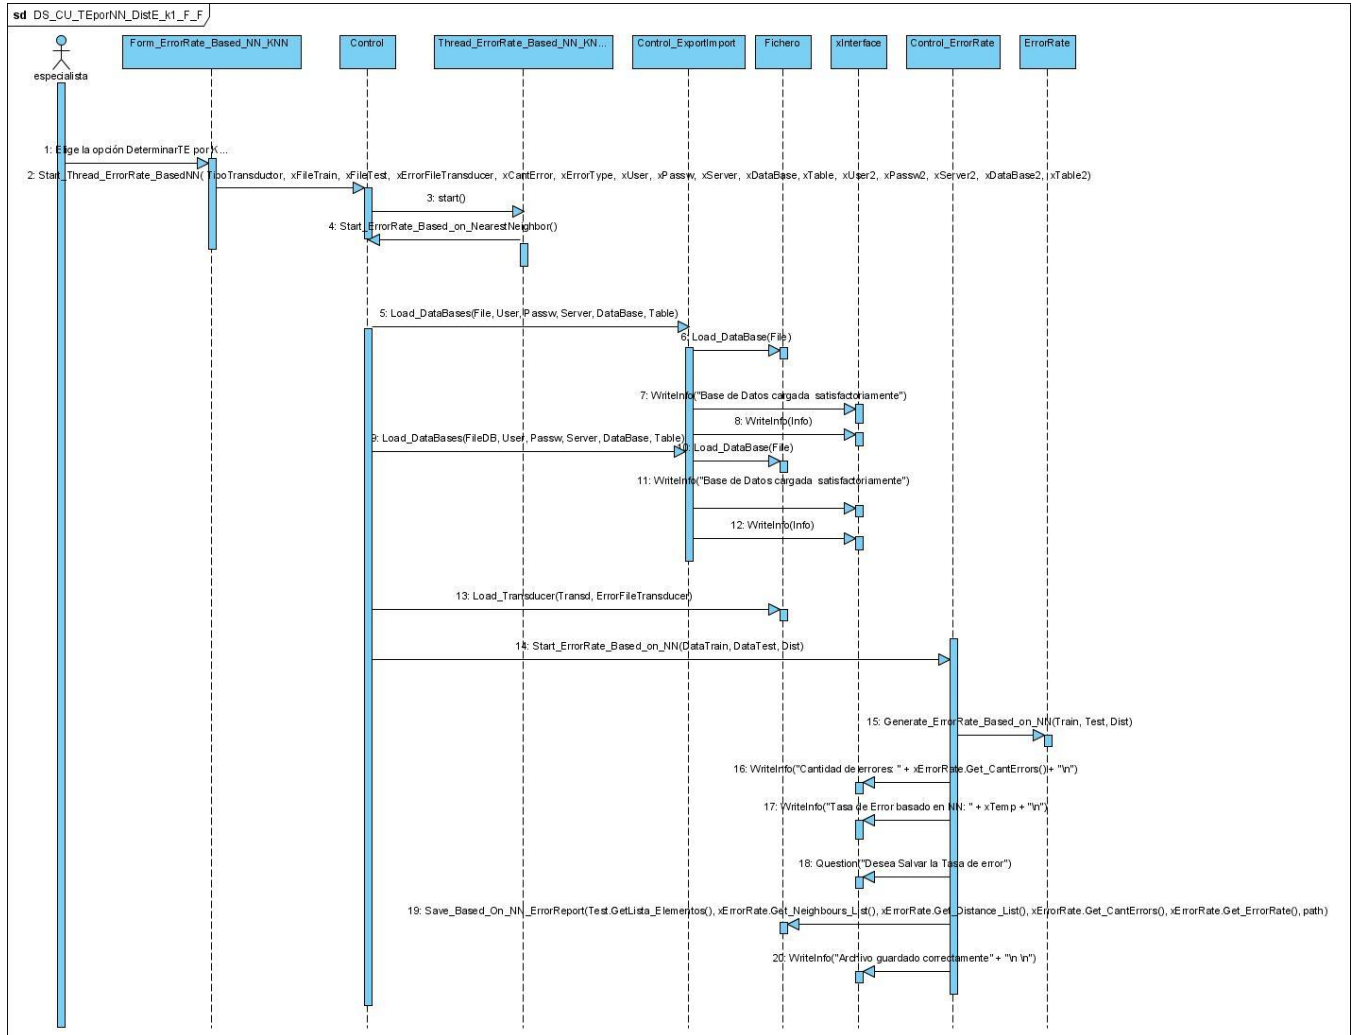 sd DS_CU_TEporNN_DistE_k1_F_F
especialista
Form_ErrorRate_Based_NN_KNN
Control
Thread_ErrorRate_Based_NN_KN...
Control_ExportImport
Fichero
xInterface
Control_ErrorRate
ErrorRate
1: Elige la opción DeterminarTE por K...
2: Start_Thread_ErrorRate_BasedNN( TipoTransductor, xFileTrain, xFileTest, xErrorFileTransducer, xCantError, xErrorType, xUser, xPassw, xServer, xDataBase, xTable, xUser2, xPassw2, xServer2, xDataBase2, xTable2)
3: start()
4: Start_ErrorRate_Based_on_NearestNeighbor()
5: Load_DataBases(File, User, Passw, Server, DataBase, Table)
6: Load_DataBase(File)
7: WriteInfo("Base de Datos cargada satisfactoriamente")
8: WriteInfo(Info)
9: Load_DataBases(FileDB, User, Passw, Server, DataBase, Table)
10: Load_DataBase(File)
11: WriteInfo("Base de Datos cargada satisfactoriamente")
12: WriteInfo(Info)
13: Load_Transducer(Transd, ErrorFileTransducer)
14: Start_ErrorRate_Based_on_NN(DataTrain, DataTest, Dist)
15: Generate_ErrorRate_Based_on_NN(Train, Test, Dist)
16: WriteInfo("Cantidad de errores: " + xErrorRate.Get_CantErrors() + "\n")
17: WriteInfo("Tasa de Error basado en NN: " + xTemp + "\n")
18: Question("Desea Salvar la Tasa de error")
19: Save_Based_On_NN_ErrorReport(Test.GetLista_Elementos(), xErrorRate.Get_Neighbours_List(), xErrorRate.Get_Distance_List(), xErrorRate.Get_CantErrors(), xErrorRate.Get_ErrorRate(), path)
20: WriteInfo("Archivo guardado correctamente" + "\n \n")